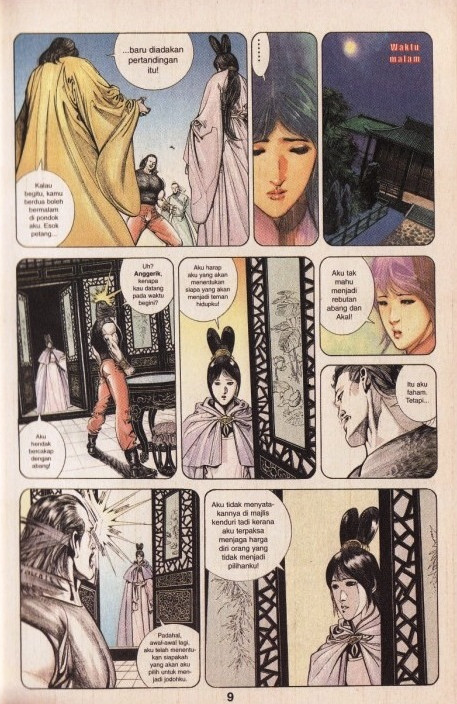 Kalau
begitu, kamu
berdua boleh
bermalam
di pondok
aku. Esok
petang...
...baru diadakan
pertandingan
itu!
......
Waktu
malam
Uh?
Anggerik,
kenapa
kau datang
pada waktu
begini?
Aku
hendak
bercakap
dengan
abang!
Aku harap
aku yang akan
menentukan
siapa yang akan
menjadi teman
hidupku!
Aku tak
mahu
menjadi
rebutan
abang dan
Akal!
Itu aku
faham.
Tetapi...
Padahal,
awal-awal lagi,
aku telah menentu-
kan siapakah
yang akan aku
pilih untuk men-
jadi jodohku.
Aku tidak menyata-
kannya di majlis
kenduri tadi kerana
aku terpaksa
menjaga harga
diri orang yang
tidak menjadi
pilihanku!
9